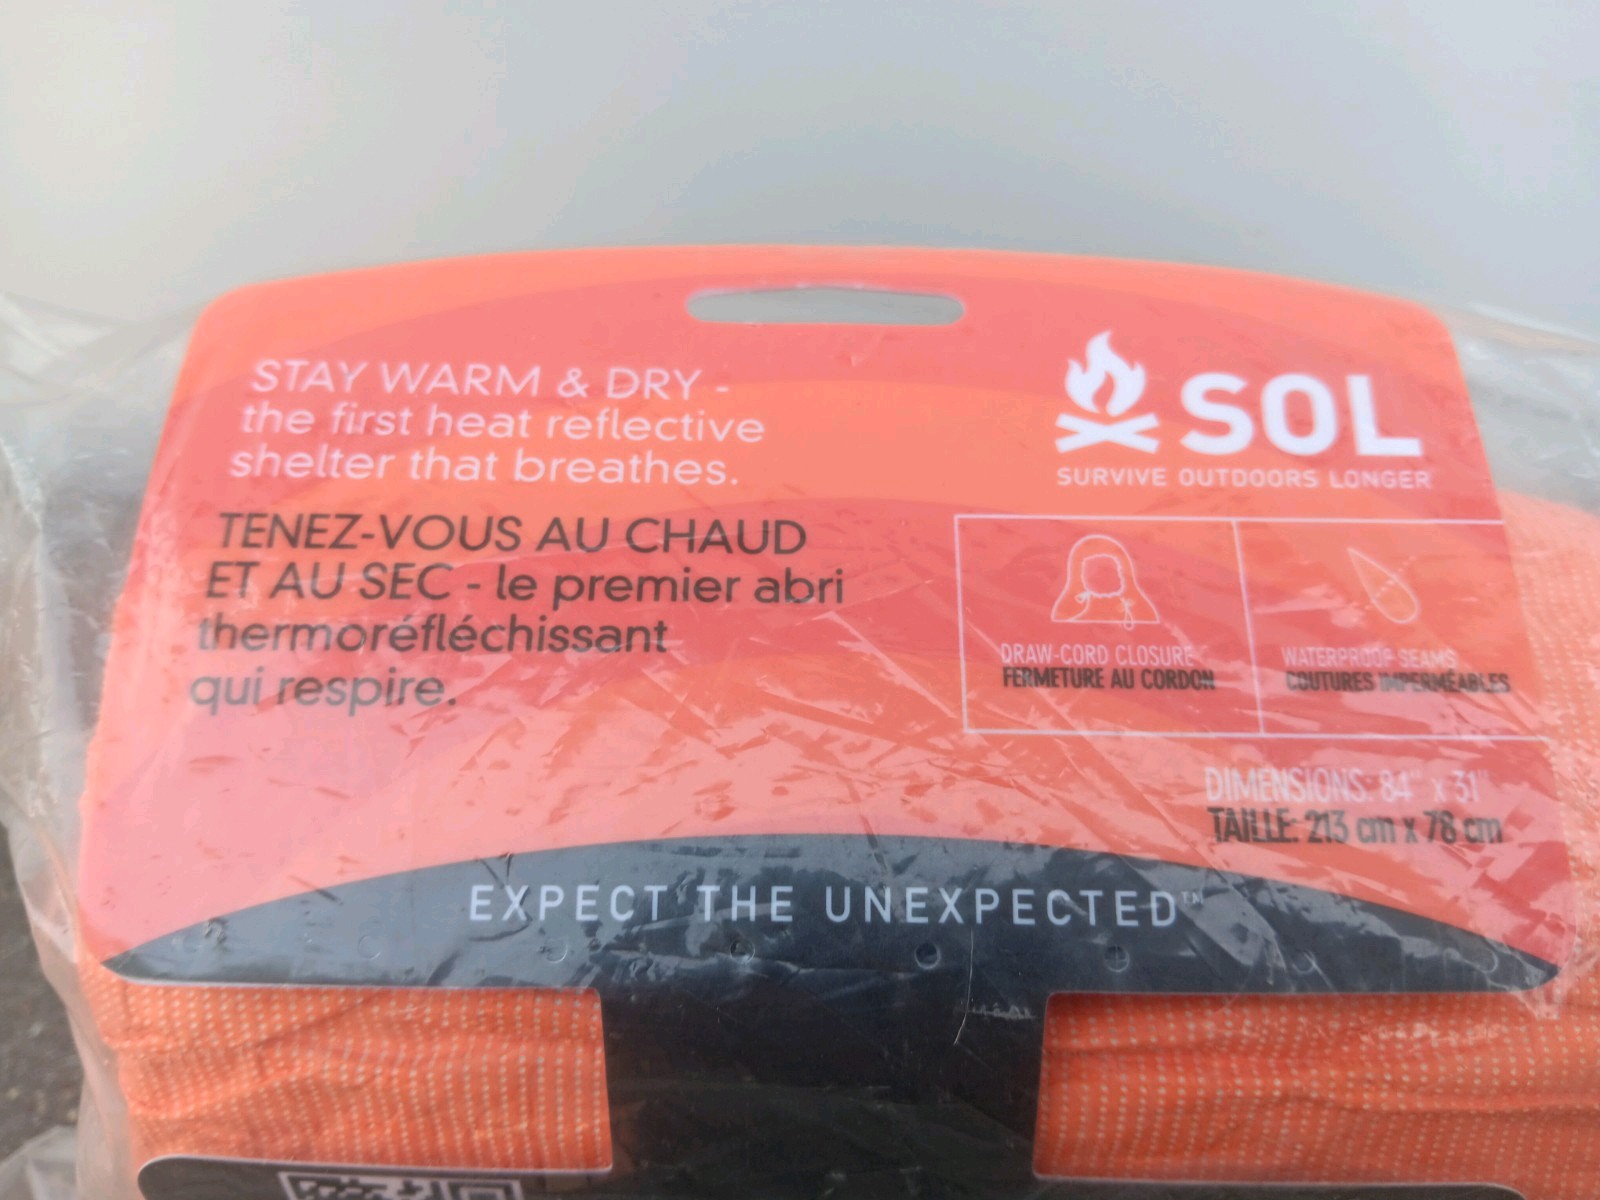 STAY WARM & DRY -
the first heat reflective
shelter that breathes.
TENEZ-VOUS AU CHAUD
ET AU SEC - le premier abri
thermoréfléchissant
qui respire.
SOL
SURVIVE OUTDOORS LONGER
DRAW-CORD CLOSURE
FERMETURE AU CORDON
WATERPROOF SEAMS
COUTURES IMPERMÉABLES
DIMENSIONS: 84" x 31"
TAILLE: 213 cm x 78 cm
EXPECT THE UNEXPECTED™